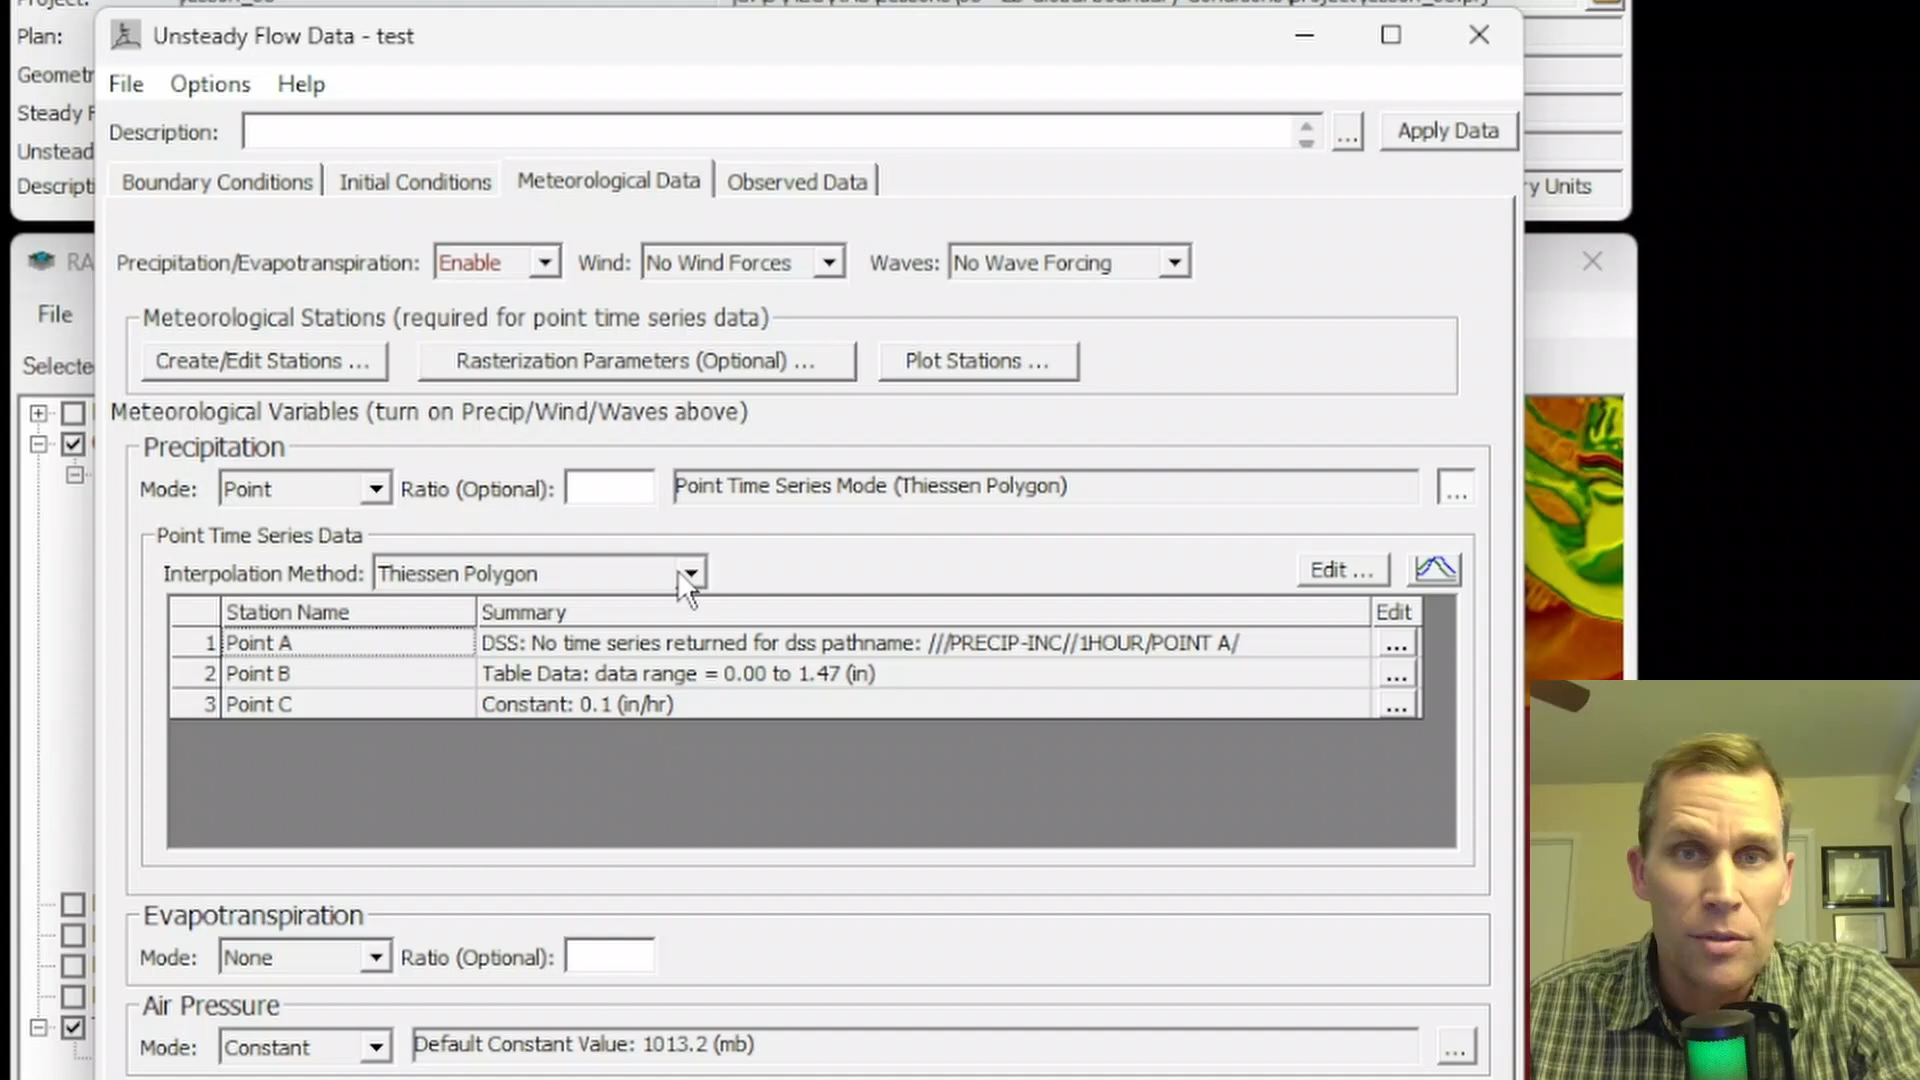 Plan:
Unsteady Flow Data - test
Geometr
File Options Help
Steady F
Description: ... Apply Data
Unstead
Boundary Conditions Initial Conditions Meteorological Data Observed Data
Descripti
ry Units
Precipitation/Evapotranspiration: Enable Wind: No Wind Forces Waves: No Wave Forcing
RA
File
Meteorological Stations (required for point time series data)
Create/Edit Stations ... Rasterization Parameters (Optional) ... Plot Stations ...
Selecte
Meteorological Variables (turn on Precip/Wind/Waves above)
Precipitation
Mode: Point Ratio (Optional): Point Time Series Mode (Thiessen Polygon) ...
Point Time Series Data
Interpolation Method: Thiessen Polygon Edit ...
Station Name Summary Edit
1 Point A DSS: No time series returned for dss pathname: ///PRECIP-INC//1HOUR/POINT A/ ...
2 Point B Table Data: data range = 0.00 to 1.47 (in) ...
3 Point C Constant: 0.1 (in/hr) ...
Evapotranspiration
Mode: None Ratio (Optional):
Air Pressure
Mode: Constant Default Constant Value: 1013.2 (mb) ...